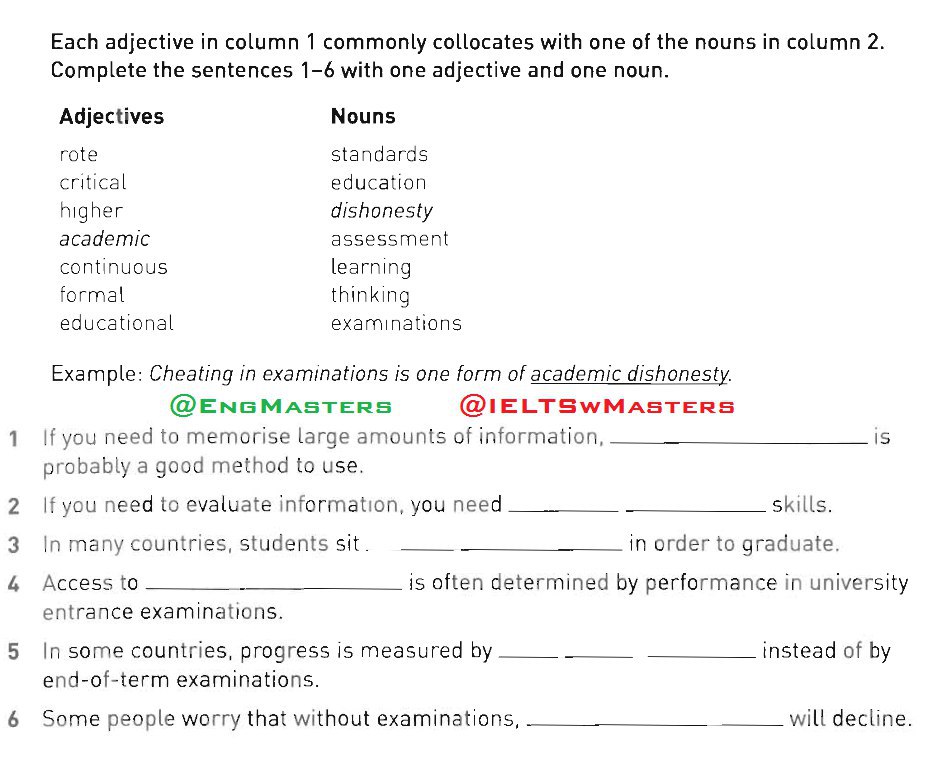 Each adjective in column 1 commonly collocates with one of the nouns in column 2.
Complete the sentences 1–6 with one adjective and one noun.
Adjectives Nouns
rote standards
critical education
higher dishonesty
academic assessment
continuous learning
formal thinking
educational examinations
Example: Cheating in examinations is one form of academic dishonesty.
@EngMasters @IELTSwMasters
1 If you need to memorise large amounts of information, ____________ is
probably a good method to use.
2 If you need to evaluate information, you need ______ ______ skills.
3 In many countries, students sit . ______ ______ in order to graduate.
4 Access to ____________ is often determined by performance in university
entrance examinations.
5 In some countries, progress is measured by ______ ______ instead of by
end-of-term examinations.
6 Some people worry that without examinations, ______ ______ will decline.